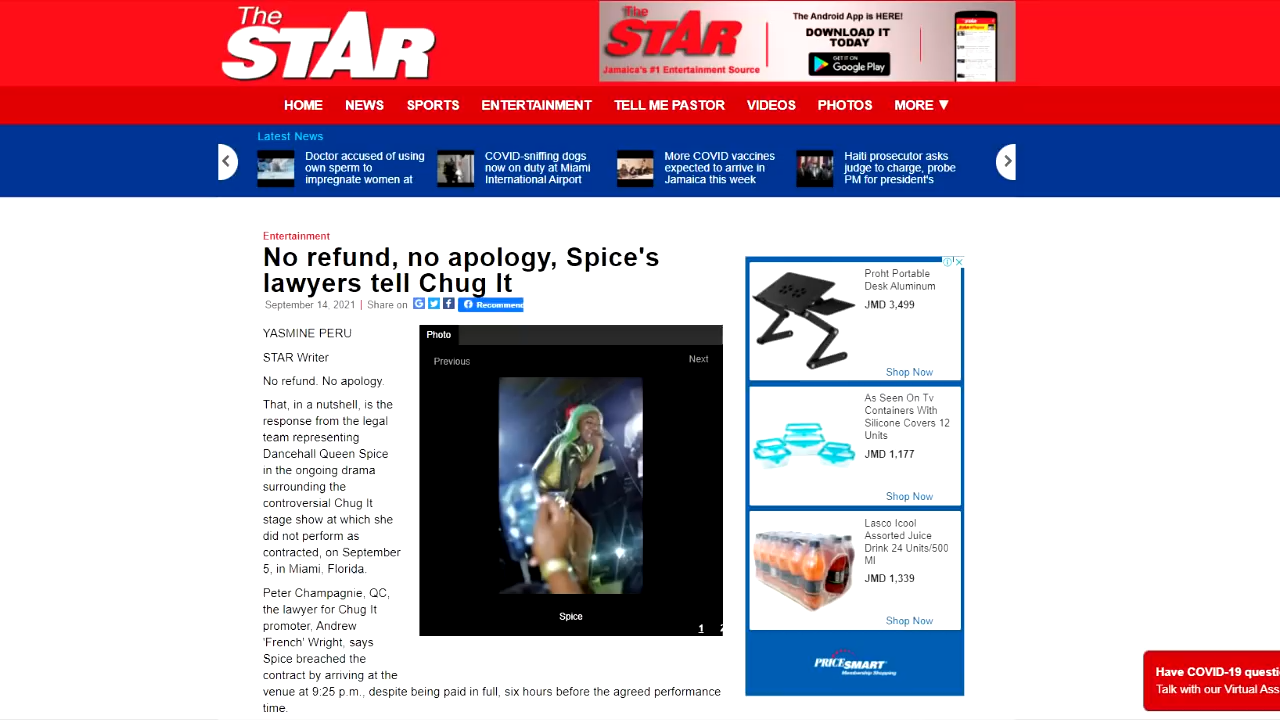 The
STAR
The
STAR
Jamaica's #1 Entertainment Source
The Android App is HERE!
DOWNLOAD IT
TODAY
GET IT ON
Google Play
HOME NEWS SPORTS ENTERTAINMENT TELL ME PASTOR VIDEOS PHOTOS MORE ▼
Latest News
Doctor accused of using
own sperm to
impregnate women at
COVID-sniffing dogs
now on duty at Miami
International Airport
More COVID vaccines
expected to arrive in
Jamaica this week
Haiti prosecutor asks
judge to charge, probe
PM for president's
Entertainment
No refund, no apology, Spice's
lawyers tell Chug It
September 14, 2021 | Share on Recommend
YASMINE PERU
STAR Writer
No refund. No apology.
That, in a nutshell, is the
response from the legal
team representing
Dancehall Queen Spice
in the ongoing drama
surrounding the
controversial Chug It
stage show at which she
did not perform as
contracted, on September
5, in Miami, Florida.
Peter Champagnie, QC,
the lawyer for Chug It
promoter, Andrew
'French' Wright, says
Spice breached the
contract by arriving at the
venue at 9:25 p.m., despite being paid in full, six hours before the agreed performance
time.
Photo
Previous
Next
Spice
1 2
Proht Portable
Desk Aluminum
JMD 3,499
Shop Now
As Seen On Tv
Containers With
Silicone Covers 12
Units
JMD 1,177
Shop Now
Lasco Icool
Assorted Juice
Drink 24 Units/500
Ml
JMD 1,339
Shop Now
PRICESMART
Membership Shopping
Have COVID-19 questi
Talk with our Virtual Ass